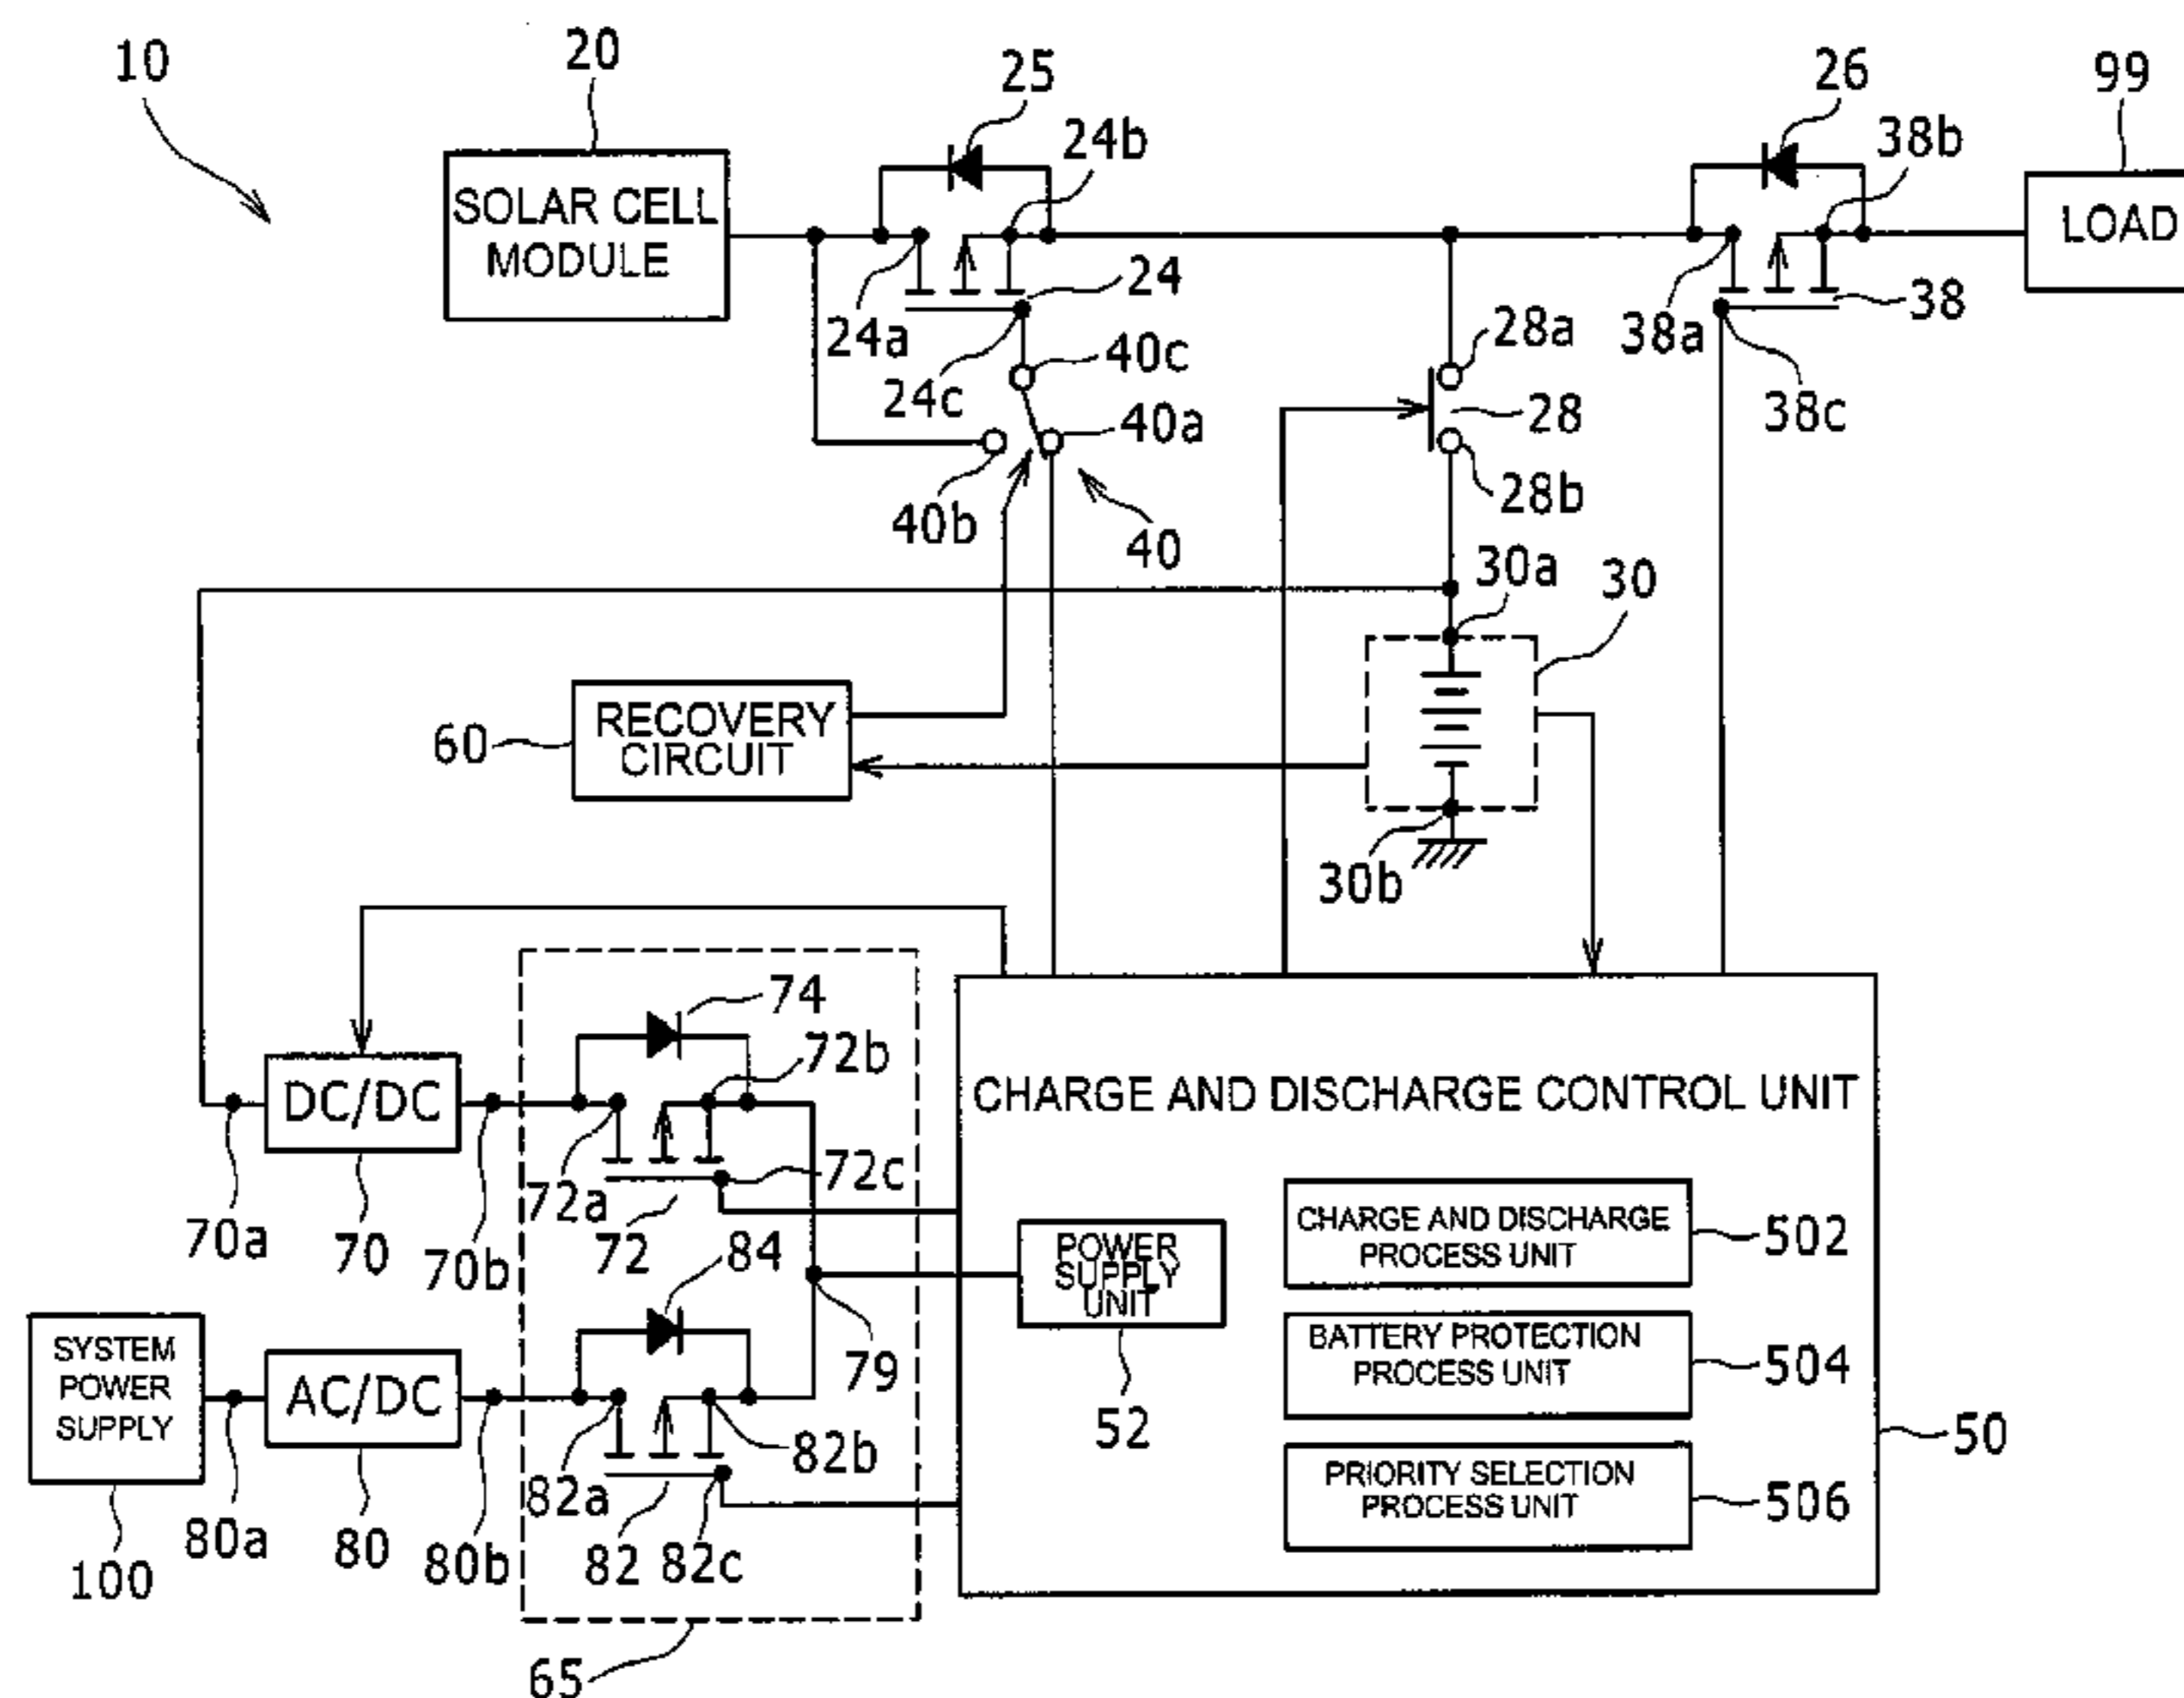 10
20
25
26
99
24b
38b
SOLAR CELL
MODULE
LOAD
24
38
24a
38a
28a
40c
24c
28
38c
40a
28b
40b
40
30a
30
RECOVERY
CIRCUIT
60
30b
74
72b
DC/DC
CHARGE AND DISCHARGE CONTROL UNIT
72c
72a
70a
70
70b
72
84
POWER
SUPPLY
UNIT
CHARGE AND DISCHARGE
PROCESS UNIT
502
SYSTEM
POWER
SUPPLY
AC/DC
79
52
BATTERY PROTECTION
PROCESS UNIT
504
50
82b
82a
PRIORITY SELECTION
PROCESS UNIT
506
80a
80
80b
82
82c
100
65